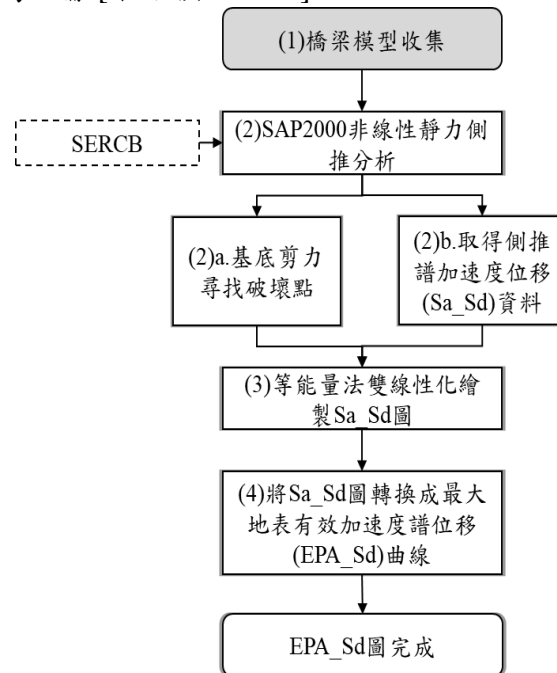 (1)橋梁模型收集
SERCB
(2)SAP2000非線性靜力側
推分析
(2)a.基底剪力
尋找破壞點
(2)b.取得側推
譜加速度位移
(Sa_Sd)資料
(3)等能量法雙線性化繪
製Sa_Sd圖
(4)將Sa_Sd圖轉換成最大
地表有效加速度譜位移
(EPA_Sd)曲線
EPA_Sd圖完成